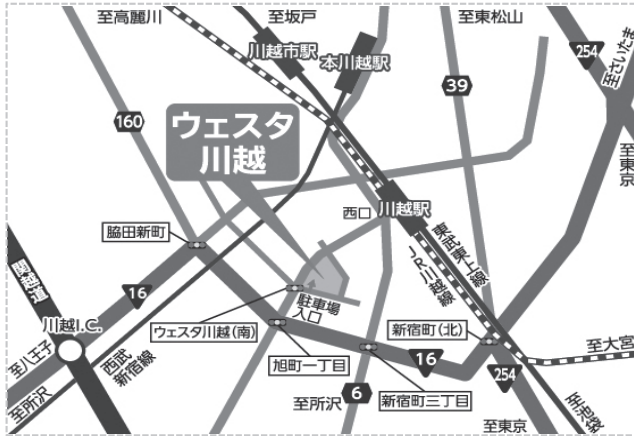 至高麗川
至坂戸
至東松山
川越市駅
本川越駅
254
至さいたま
39
160
ウェスタ
川越
至東京
西口
川越駅
脇田新町
東武東上線
JR川越線
関越道
16
駐車場
入口
川越I.C.
ウェスタ川越(南)
新宿町(北)
至大宮
至八王子
西武
新宿線
旭町一丁目
16
254
至所沢
至所沢
6
新宿町三丁目
至池袋
至東京